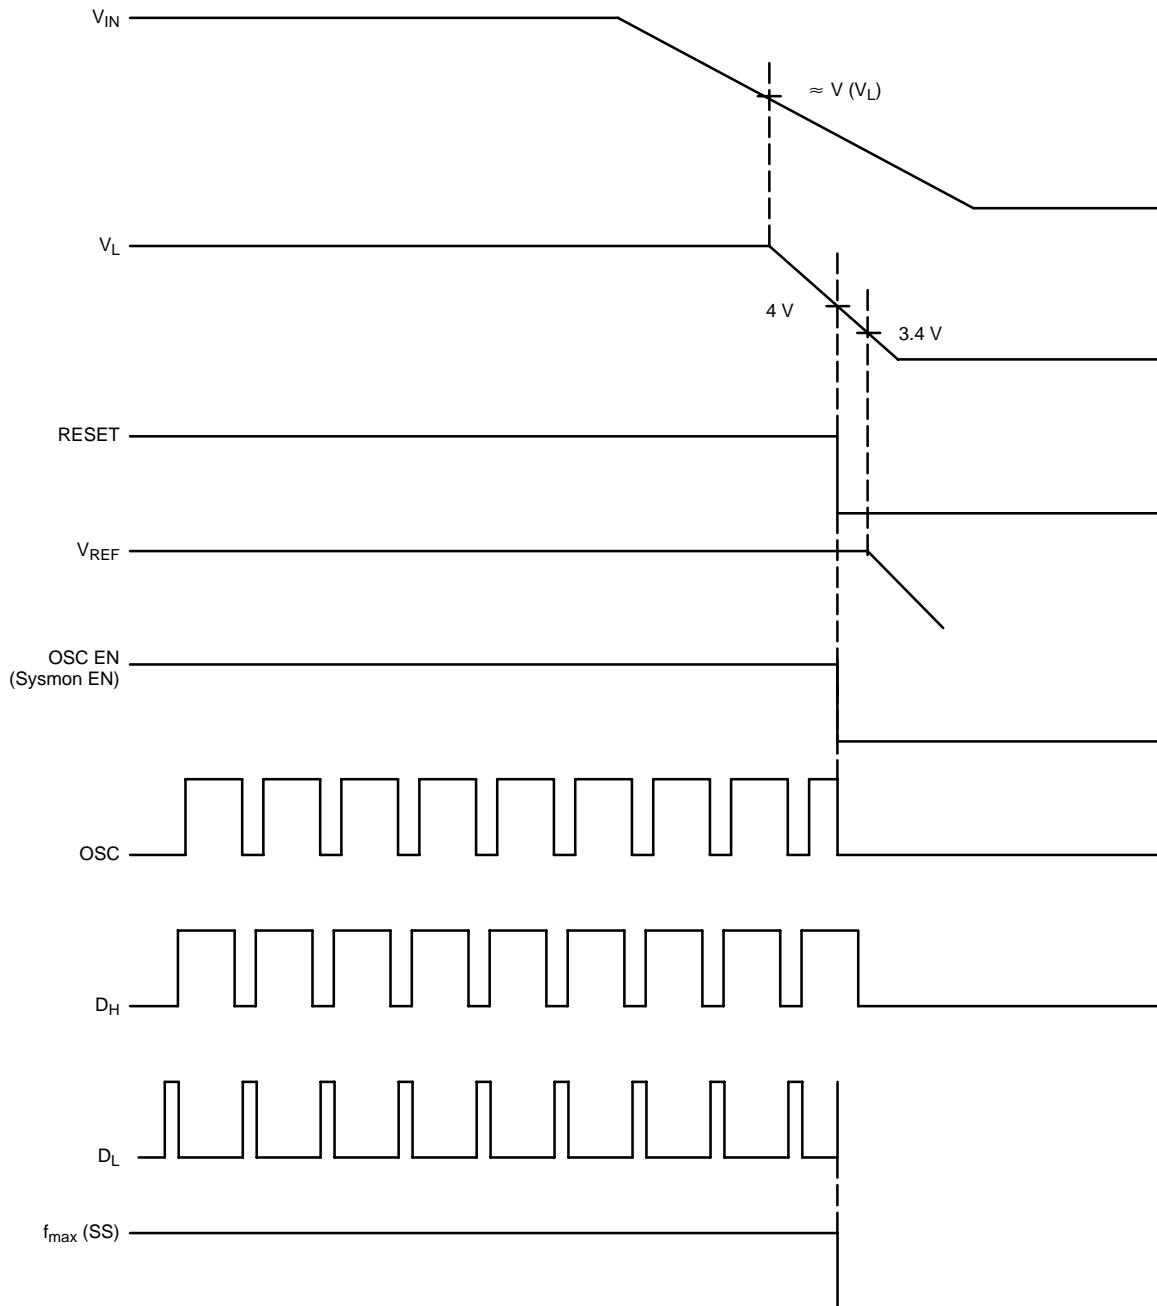 V_IN
≈ V (V_L)
V_L
4 V
3.4 V
RESET
V_REF
OSC EN
(Sysmon EN)
OSC
D_H
D_L
f_max (SS)